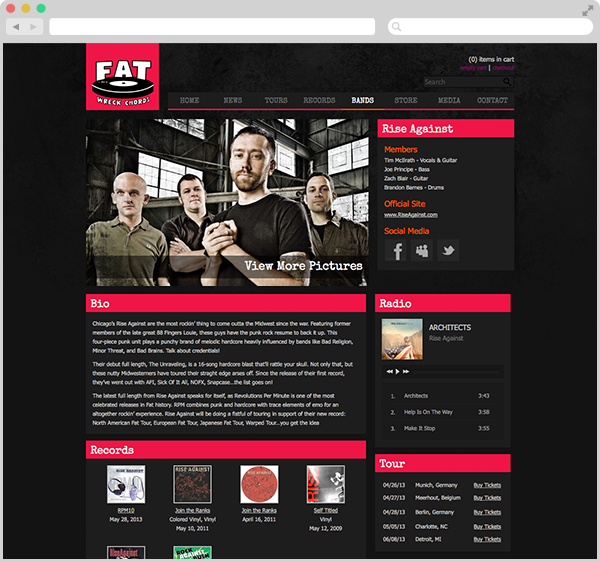 FAT
WRECK CHORDS
(0) items in cart
empty cart | checkout
Search
HOME NEWS TOURS RECORDS BANDS STORE MEDIA CONTACT
View More Pictures
Rise Against
Members
Tim McIlrath - Vocals & Guitar
Joe Principe - Bass
Zach Blair - Guitar
Brandon Barnes - Drums
Official Site
www.RiseAgainst.com
Social Media
Bio
Chicago's Rise Against are the most rockin' thing to come outta the Midwest since the war. Featuring former
members of the late great 88 Fingers Louie, these guys have the punk rock resume to back it up. This
four-piece punk unit plays a punchy brand of melodic hardcore heavily influenced by bands like Bad Religion,
Minor Threat, and Bad Brains. Talk about credentials!
Their debut full length, The Unraveling, is a 16-song hardcore blast that'll rattle your skull. Not only that, but
these nutty Midwesterners have toured their straight edge arses off. Since the release of their first record,
they've went out with AFI, Sick Of It All, NOFX, Snapcase...the list goes on!
The latest full length from Rise Against speaks for itself, as Revolutions Per Minute is one of the most
celebrated releases in Fat history. RPM combines punk and hardcore with trace elements of emo for an
altogether rockin' experience. Rise Against will be doing a fistful of touring in support of their new record:
North American Fat Tour, European Fat Tour, Japanese Fat Tour, Warped Tour...you get the idea
Radio
ARCHITECTS
Rise Against
1. Architects 3:43
2. Help Is On The Way 3:58
3. Make It Stop 3:55
Records
RISE AGAINST
RISE AGAINST
RISE
RPM10
May 28, 2013
Join the Ranks
Colored Vinyl, Vinyl
May 10, 2011
Join the Ranks
April 16, 2011
Self Titled
Vinyl
May 12, 2009
RiseAgainst
ROCK
AGAINST
Tour
04/26/13 Munich, Germany Buy Tickets
04/27/13 Meerhout, Belgium Buy Tickets
04/28/13 Berlin, Germany Buy Tickets
05/05/13 Charlotte, NC Buy Tickets
06/08/13 Detroit, MI Buy Tickets